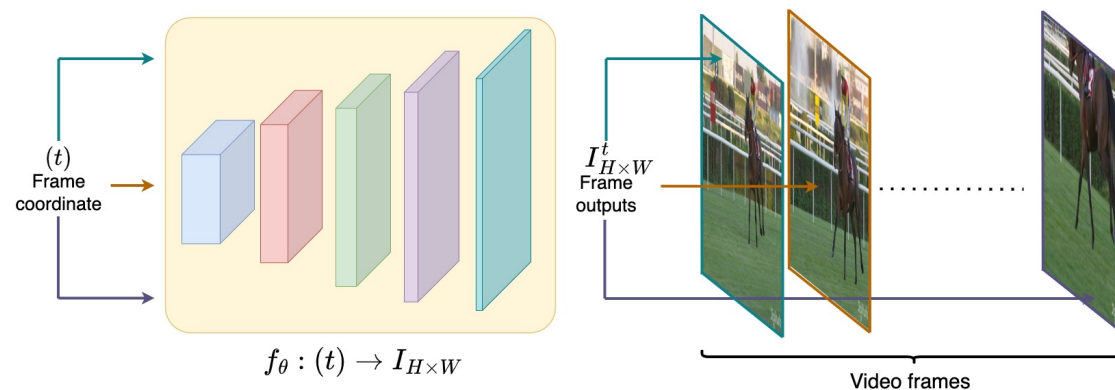 (t)
Frame
coordinate
f_θ : (t) → I_{H×W}
I^t_{H×W}
Frame
outputs
Video frames